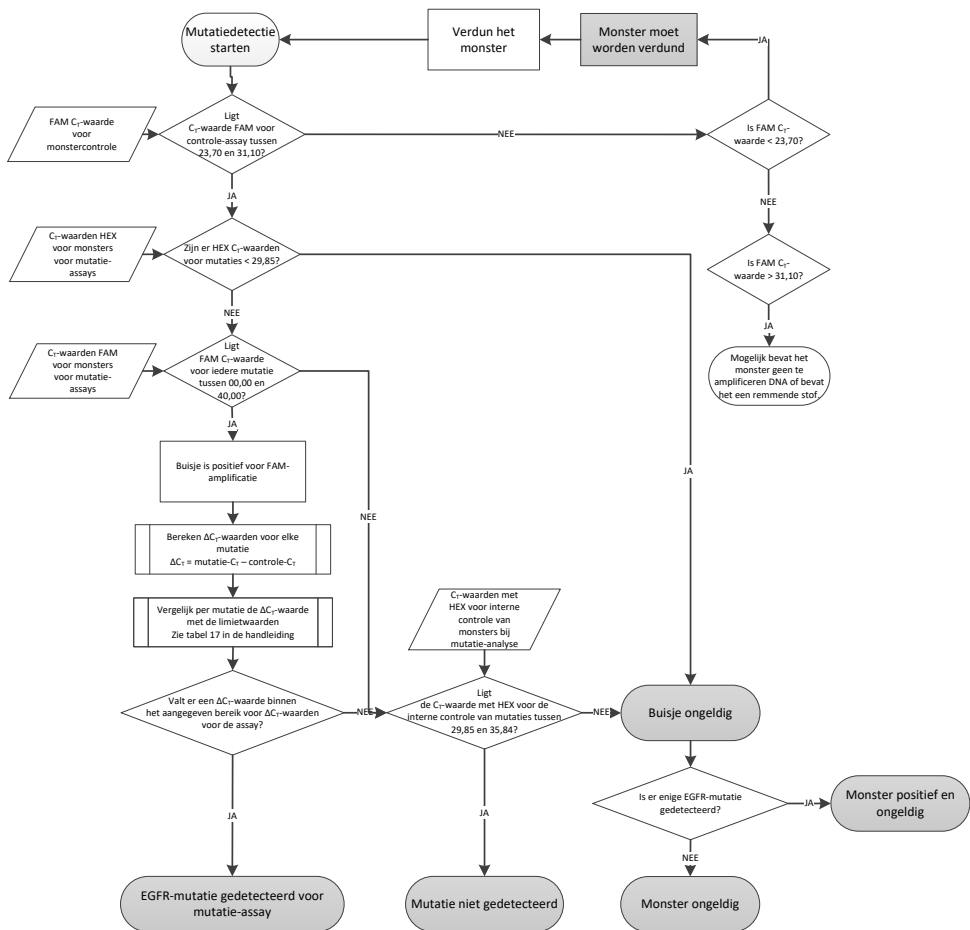 Mutatiedetectie
starten
Verdun het
monster
Monster moet
worden verdund
JA
FAM CT-waarde
voor
monstercontrole
Ligt
CT-waarde FAM voor
controle-assay tussen
23,70 en 31,10?
NEE
Is FAM CT-
waarde < 23,70?
JA
NEE
CT-waarden HEX
voor monsters
voor mutatie-
assays
Zijn er HEX CT-waarden
voor mutaties < 29,85?
Is FAM CT-
waarde > 31,10?
NEE
JA
CT-waarden FAM
voor monsters
voor mutatie-
assays
Ligt
FAM CT-waarde
voor iedere mutatie
tussen 00,00 en
40,00?
Mogelijk bevat het
monster geen te
amplificeren DNA of bevat
het een remmende stof.
JA
Buisje is positief voor FAM-
amplificatie
JA
NEE
Bereken ΔCT-waarden voor elke
mutatie
ΔCT = mutatie-CT – controle-CT
Vergelijk per mutatie de ΔCT-waarde
met de limietwaarden
Zie tabel 17 in de handleiding
CT-waarden met
HEX voor interne
controle van
monsters bij
mutatie-analyse
Valt er een ΔCT-waarde binnen
het aangegeven bereik voor ΔCT-waarden
voor de assay?
NEE
Ligt
de CT-waarde met HEX voor de
interne controle van mutaties tussen
29,85 en 35,84?
NEE
Buisje ongeldig
Is er enige EGFR-mutatie
gedetecteerd?
JA
Monster positief en
ongeldig
JA
JA
NEE
EGFR-mutatie gedetecteerd voor
mutatie-assay
Mutatie niet gedetecteerd
Monster ongeldig